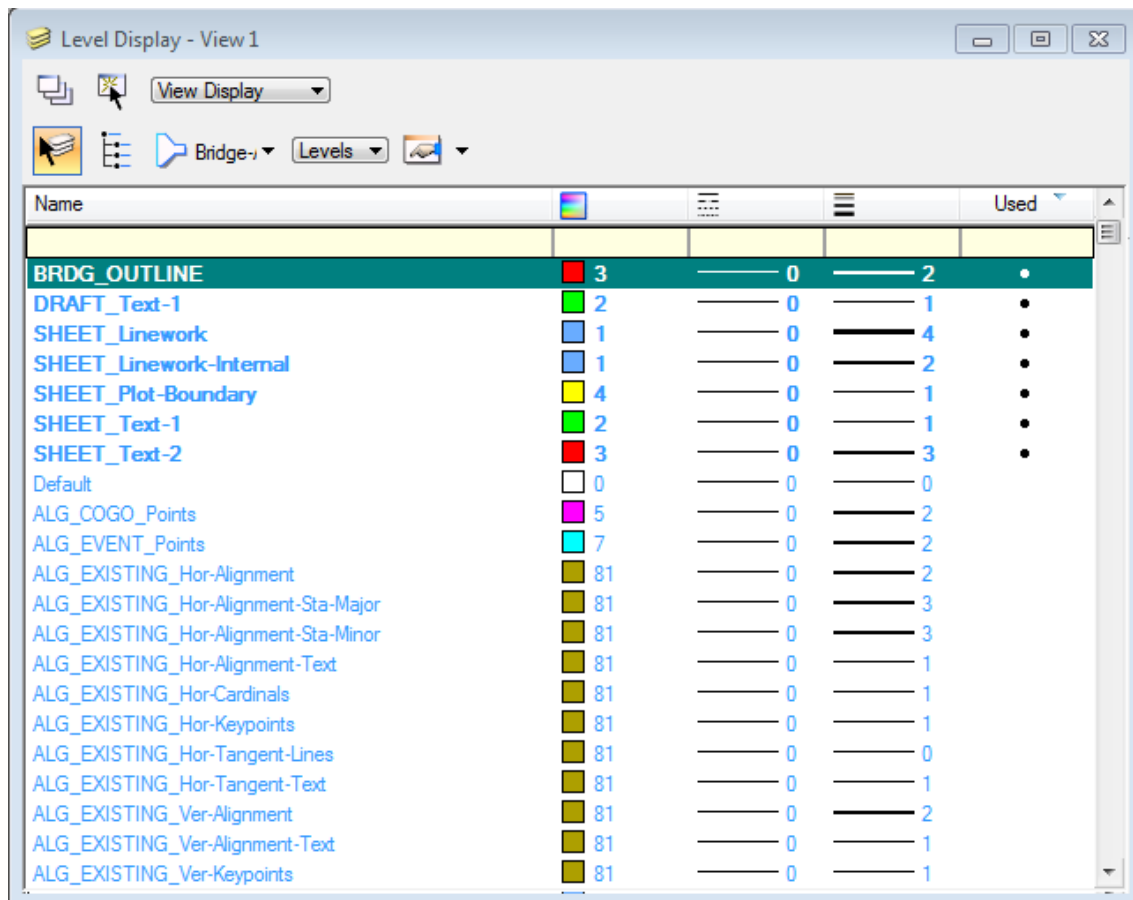 Level Display - View 1
View Display
Bridge-/ Levels
Name Used
BRDG_OUTLINE 3 0 2
DRAFT_Text-1 2 0 1
SHEET_Linework 1 0 4
SHEET_Linework-Internal 1 0 2
SHEET_Plot-Boundary 4 0 1
SHEET_Text-1 2 0 1
SHEET_Text-2 3 0 3
Default 0 0 0
ALG_COGO_Points 5 0 2
ALG_EVENT_Points 7 0 2
ALG_EXISTING_Hor-Alignment 81 0 2
ALG_EXISTING_Hor-Alignment-Sta-Major 81 0 3
ALG_EXISTING_Hor-Alignment-Sta-Minor 81 0 3
ALG_EXISTING_Hor-Alignment-Text 81 0 1
ALG_EXISTING_Hor-Cardinals 81 0 1
ALG_EXISTING_Hor-Keypoints 81 0 1
ALG_EXISTING_Hor-Tangent-Lines 81 0 0
ALG_EXISTING_Hor-Tangent-Text 81 0 1
ALG_EXISTING_Ver-Alignment 81 0 2
ALG_EXISTING_Ver-Alignment-Text 81 0 1
ALG_EXISTING_Ver-Keypoints 81 0 1